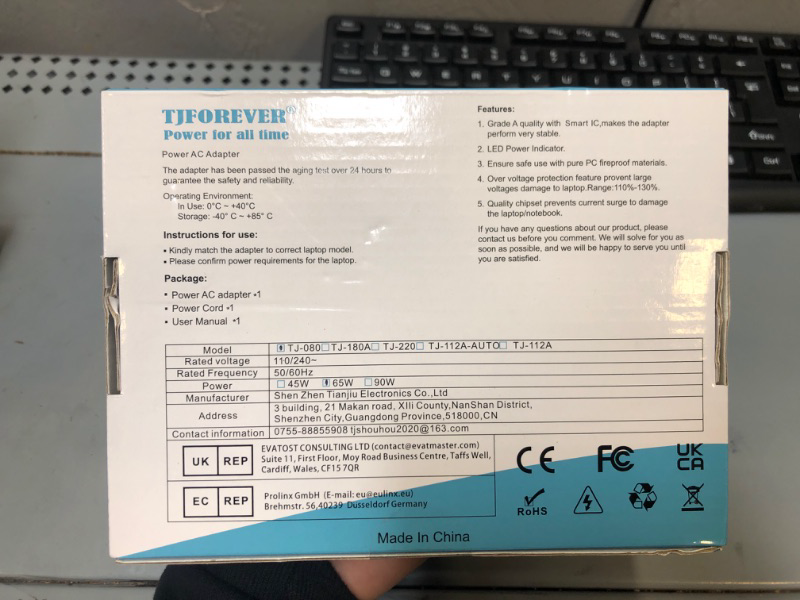 TJFOREVER®
Power for all time
Power AC Adapter
The adapter has been passed the aging test over 24 hours to
guarantee the safety and reliability.
Operating Environment:
In Use: 0°C ~ +40°C
Storage: -40° C ~ +85° C
Instructions for use:
• Kindly match the adapter to correct laptop model.
• Please confirm power requirements for the laptop.
Package:
• Power AC adapter *1
• Power Cord *1
• User Manual *1
Features:
1. Grade A quality with Smart IC,makes the adapter
perform very stable.
2. LED Power Indicator.
3. Ensure safe use with pure PC fireproof materials.
4. Over voltage protection feature provent large
voltages damage to laptop.Range:110%-130%.
5. Quality chipset prevents current surge to damage
the laptop/notebook.
If you have any questions about our product, please
contact us before you comment. We will solve for you as
soon as possible, and we will be happy to serve you until
you are satisfied.
Model TJ-080 TJ-180A TJ-220 TJ-112A-AUTO TJ-112A
Rated voltage 110/240~
Rated Frequency 50/60Hz
Power 45W 65W 90W
Manufacturer Shen Zhen Tianjiu Electronics Co.,Ltd
Address 3 building, 21 Makan road, XIli County,NanShan District,
Shenzhen City,Guangdong Province,518000,CN
Contact information 0755-88855908 tjshouhou2020@163.com
UK REP EVATOST CONSULTING LTD (contact@evatmaster.com)
Suite 11, First Floor, Moy Road Business Centre, Taffs Well,
Cardiff, Wales, CF15 7QR
EC REP Prolinx GmbH (E-mail: eu@eulinx.eu)
Brehmstr. 56,40239 Dusseldorf Germany
CE FC UK
CA
RoHS
Made In China